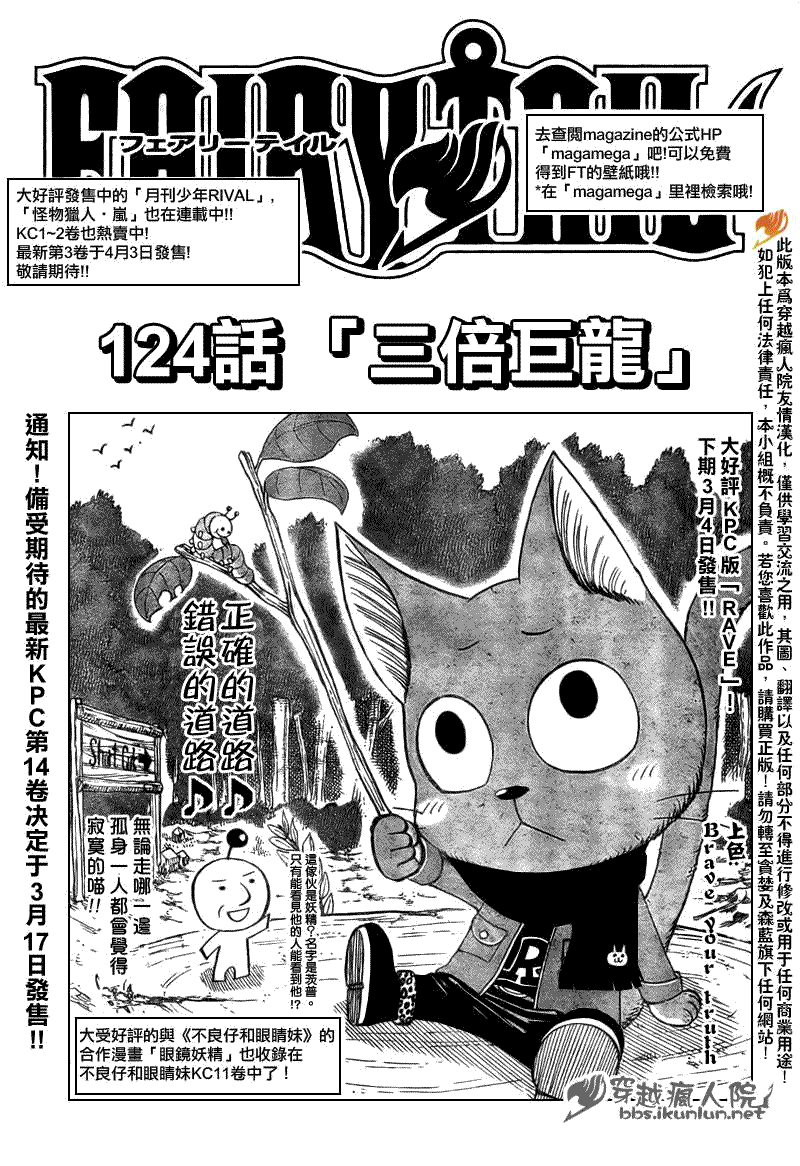 FAIRY TAIL
「フェアリーテイル
去查閱magazine的公式HP
「magamega」吧!可以免費
得到FT的壁紙哦!!
*在「magamega」里裡檢索哦!
大好評發售中的「月刊少年RIVAL」,
「怪物獵人・嵐」也在連載中!!
KC1~2卷也熱賣中!
最新第3卷于4月3日發售!
敬請期待!!
124話「三倍巨龍」
此版本爲穿越瘋人院友情漢化，僅供學習交流之用，其圖、翻譯以及任何部分不得進行修改或用于任何商業用途！
如犯上任何法律責任，本小組概不負責。若您喜歡此作品，請購買正版！請勿轉至貪婪及森藍旗下任何網站！
大好評KPC版「RAVE」！
下期3月4日發售!!
通知！備受期待的最新KPC第14卷决定于3月17日發售!!
正確的道路♪
錯誤的道路♪
無論走哪一邊
孤身一人都會覺得
寂寞的喵!!
這傢伙是妖精？名字是茨普。
只有能看見他的人能看到他!?
上色：Brave your truth
大受好評的與《不良仔和眼睛妹》的
合作漫畫「眼鏡妖精」也收錄在
不良仔和眼睛妹KC11卷中了！
穿越瘋人院
bbs.ikunlun.net